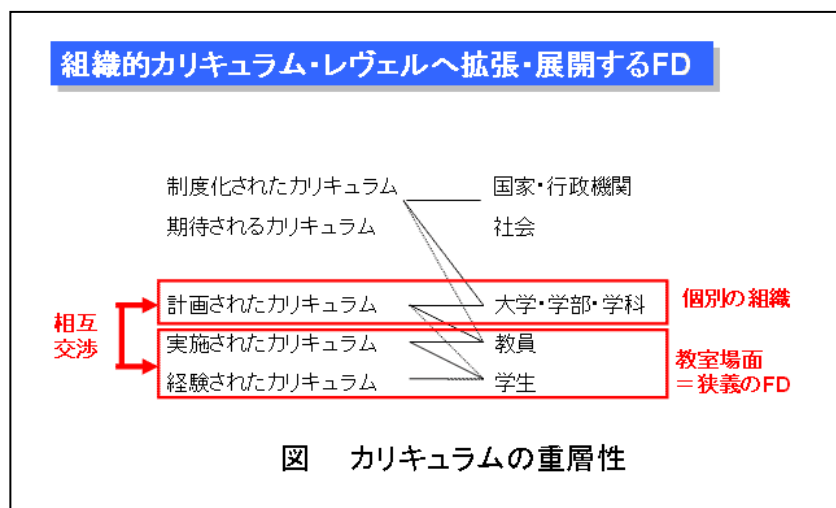 組織的カリキュラム・レヴェルへ拡張・展開するFD
制度化されたカリキュラム 国家・行政機関
期待されるカリキュラム 社会
計画されたカリキュラム 大学・学部・学科 個別の組織
相互
交渉
実施されたカリキュラム 教員
経験されたカリキュラム 学生
教室場面
＝狭義のFD
図 カリキュラムの重層性